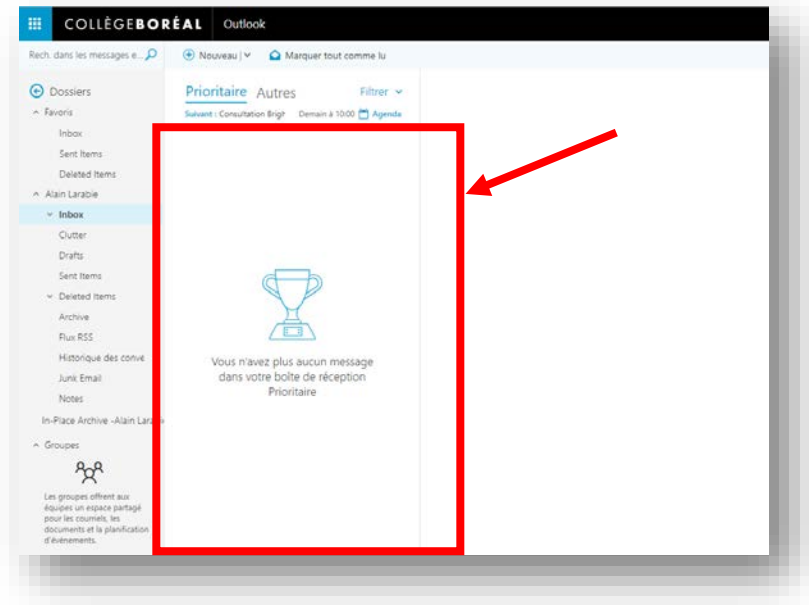 COLLÈGEBORÉAL Outlook
Rech. dans les messages e... Nouveau Marquer tout comme lu
Dossiers
Favoris
Inbox
Sent Items
Deleted Items
Alain Larabie
Inbox
Clutter
Drafts
Sent Items
Deleted Items
Archive
Flux RSS
Historique des conve
Junk Email
Notes
In-Place Archive -Alain Lara
Groupes
Les groupes offrent aux
équipes un espace partagé
pour les courriels, les
documents et la planification
d'événements.
Prioritaire Autres Filtrer
Suivant : Consultation Brigh Demain à 10:00 Agenda
Vous n'avez plus aucun message
dans votre boîte de réception
Prioritaire